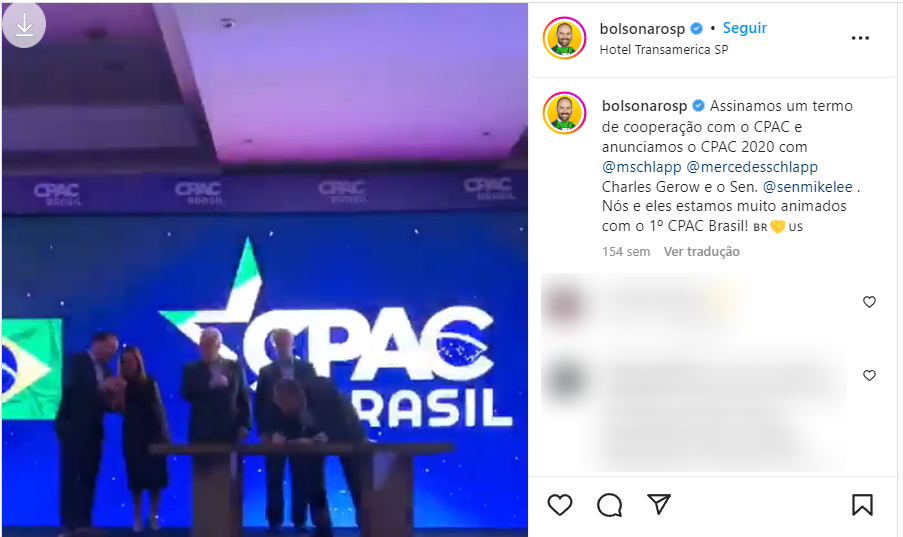 CPAC
BRASIL
CPAC
BRASIL
CPAC
BRASIL
CPAC
BRASIL
CPAC
BRASIL
bolsonarosp • Seguir
Hotel Transamerica SP
bolsonarosp Assinamos um termo
de cooperação com o CPAC e
anunciamos o CPAC 2020 com
@mschlapp @mercedesschlapp
Charles Gerow e o Sen. @senmikelee .
Nós e eles estamos muito animados
com o 1º CPAC Brasil! 🇧🇷🤝🇺🇸
154 sem Ver tradução